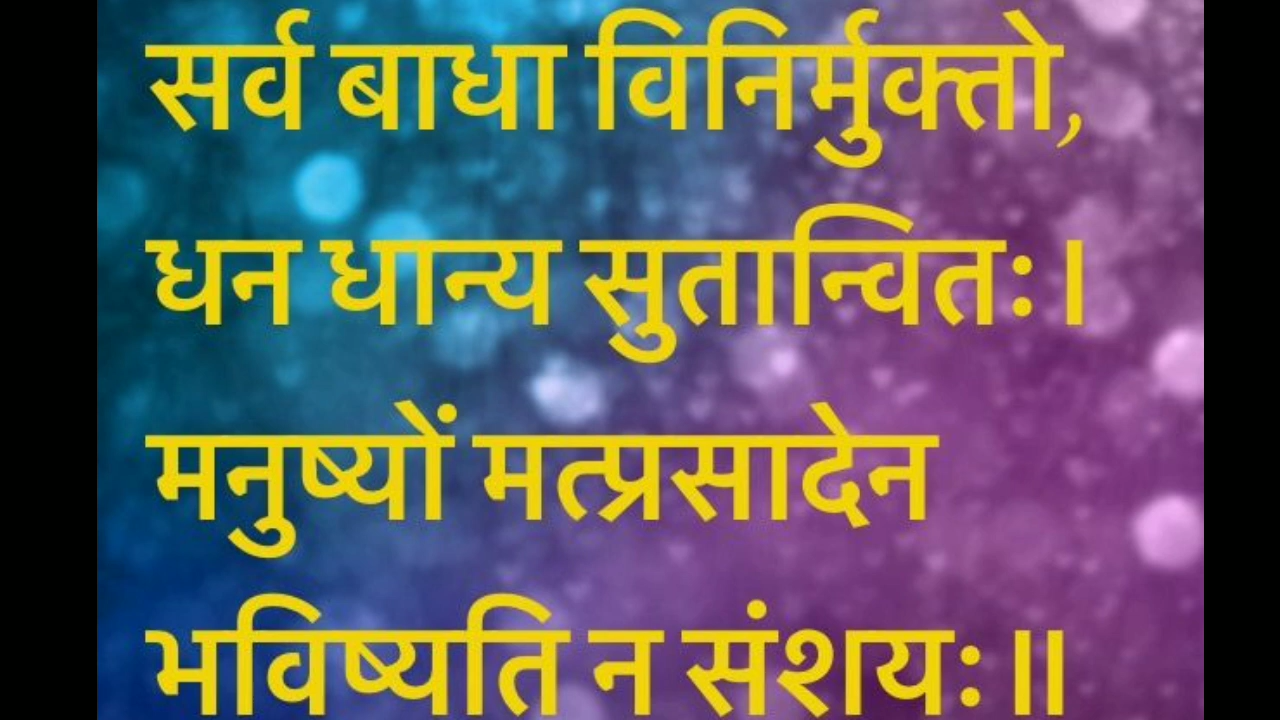 सर्व बाधा विनिर्मुक्तो,
धन धान्य सुतान्वितः।
मनुष्यों मत्प्रसादेन
भविष्यति न संशयः॥